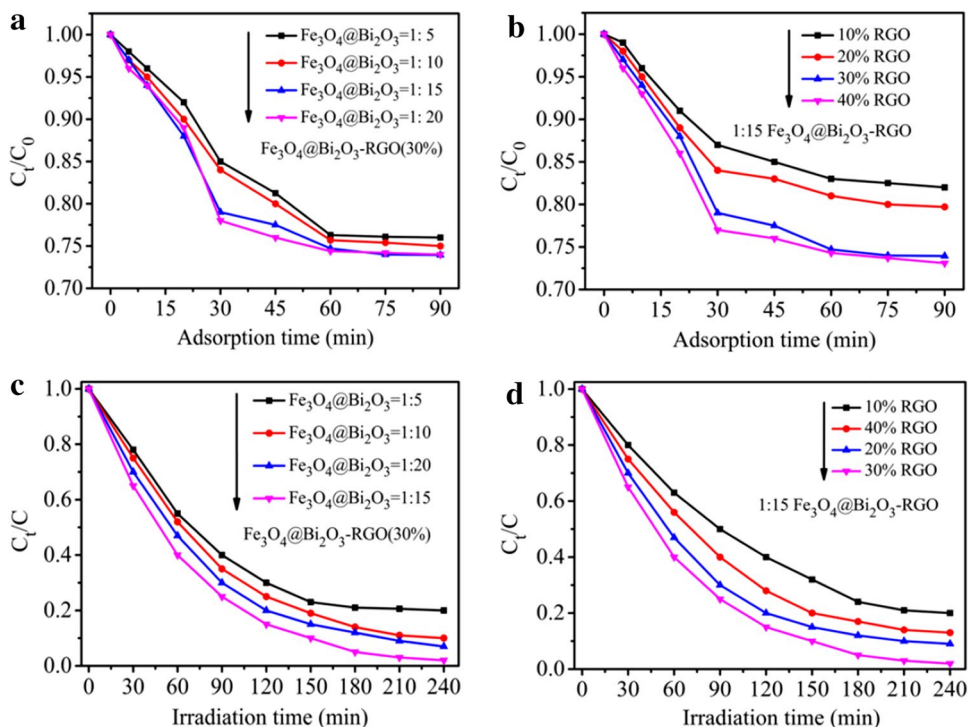 a
1.00
0.95
0.90
0.85
0.80
0.75
0.70
Cₜ/C₀
Fe₃O₄@Bi₂O₃=1: 5
Fe₃O₄@Bi₂O₃=1: 10
Fe₃O₄@Bi₂O₃=1: 15
Fe₃O₄@Bi₂O₃=1: 20
Fe₃O₄@Bi₂O₃-RGO(30%)
0 15 30 45 60 75 90
Adsorption time (min)
b
1.00
0.95
0.90
0.85
0.80
0.75
0.70
Cₜ/C₀
10% RGO
20% RGO
30% RGO
40% RGO
1:15 Fe₃O₄@Bi₂O₃-RGO
0 15 30 45 60 75 90
Adsorption time (min)
c
1.0
0.8
0.6
0.4
0.2
0.0
Cₜ/C
Fe₃O₄@Bi₂O₃=1:5
Fe₃O₄@Bi₂O₃=1:10
Fe₃O₄@Bi₂O₃=1:20
Fe₃O₄@Bi₂O₃=1:15
Fe₃O₄@Bi₂O₃-RGO(30%)
0 30 60 90 120 150 180 210 240
Irradiation time (min)
d
1.0
0.8
0.6
0.4
0.2
0.0
Cₜ/C
10% RGO
40% RGO
20% RGO
30% RGO
1:15 Fe₃O₄@Bi₂O₃-RGO
0 30 60 90 120 150 180 210 240
Irradiation time (min)